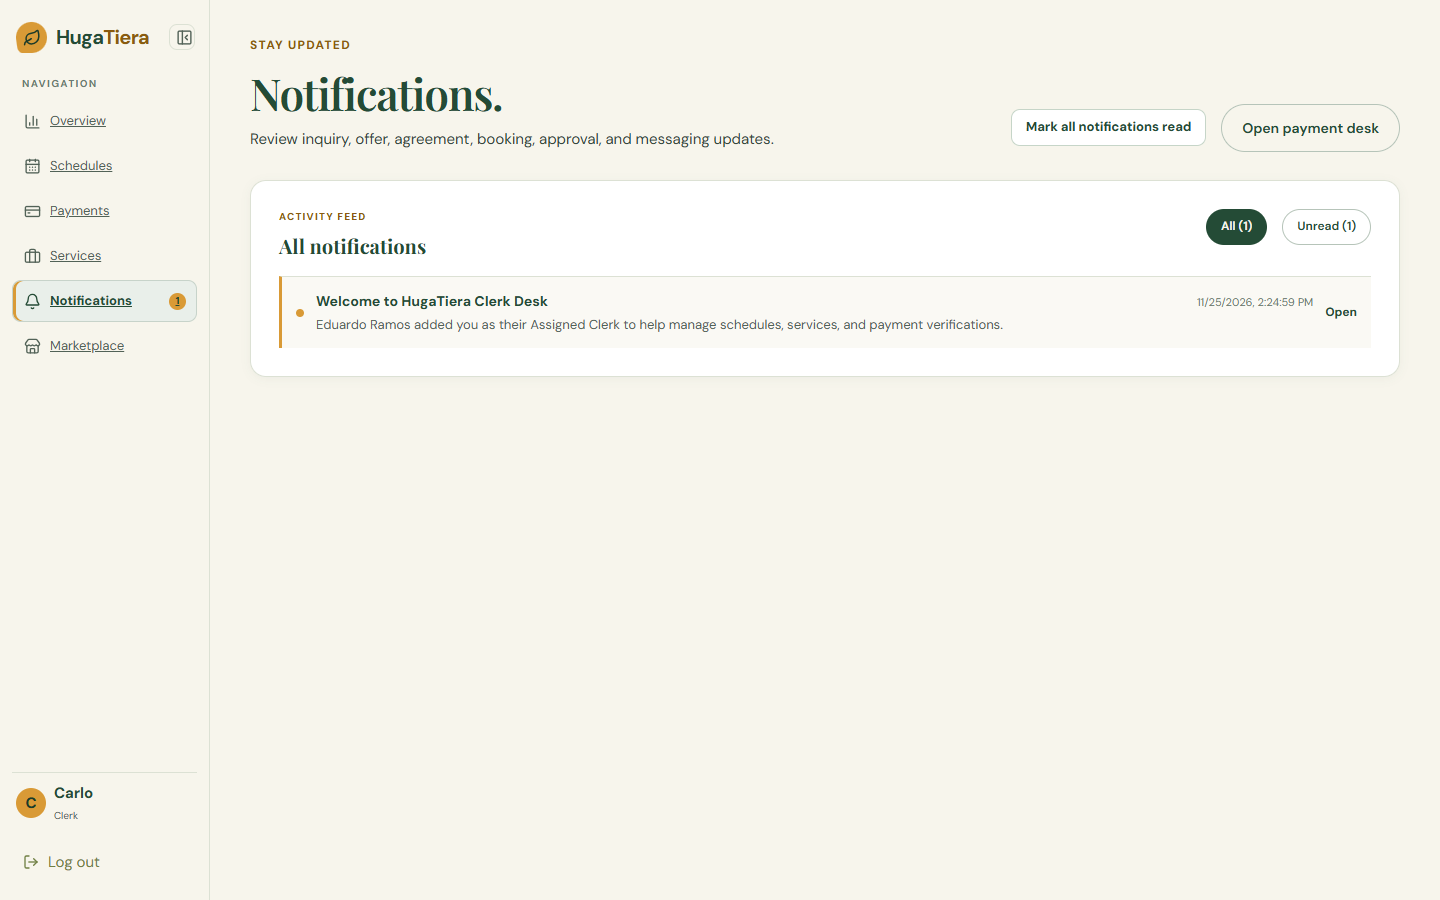 HugaTiera
NAVIGATION
Overview
Schedules
Payments
Services
Notifications 1
Marketplace
C Carlo
Clerk
Log out
STAY UPDATED
Notifications.
Review inquiry, offer, agreement, booking, approval, and messaging updates.
Mark all notifications read
Open payment desk
ACTIVITY FEED
All notifications
All (1)
Unread (1)
Welcome to HugaTiera Clerk Desk
Eduardo Ramos added you as their Assigned Clerk to help manage schedules, services, and payment verifications.
11/25/2026, 2:24:59 PM
Open